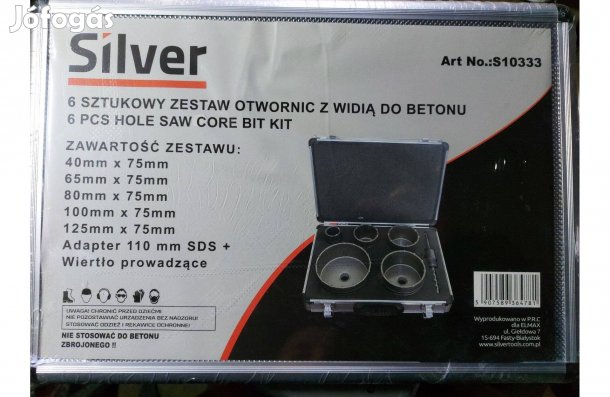 Jófogás
Silver
Art No.:S10333
6 SZTUKOWY ZESTAW OTWORNIC Z WIDIĄ DO BETONU
6 PCS HOLE SAW CORE BIT KIT
ZAWARTOŚĆ ZESTAWU:
40mm x 75mm
65mm x 75mm
80mm x 75mm
100mm x 75mm
125mm x 75mm
Adapter 110 mm SDS +
Wiertło prowadzące
UWAGA! CHRONIĆ PRZED DZIEĆMI
NIE POZOSTAWIAĆ URZĄDZENIA BEZ NADZORU!
STOSOWAĆ ODZIEŻ I RĘKAWICE OCHRONNE!
NIE STOSOWAĆ DO BETONU
ZBROJONEGO !!
5 907589 364781
Wyprodukowano w P.R.C
dla ELMAX
ul. Giełdowa 7
15-694 Fasty-Białystok
www.silvertools.com.pl